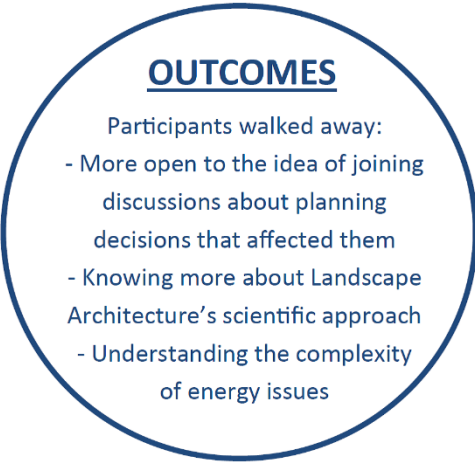 OUTCOMES
Participants walked away:
- More open to the idea of joining
discussions about planning
decisions that affected them
- Knowing more about Landscape
Architecture’s scientific approach
- Understanding the complexity
of energy issues